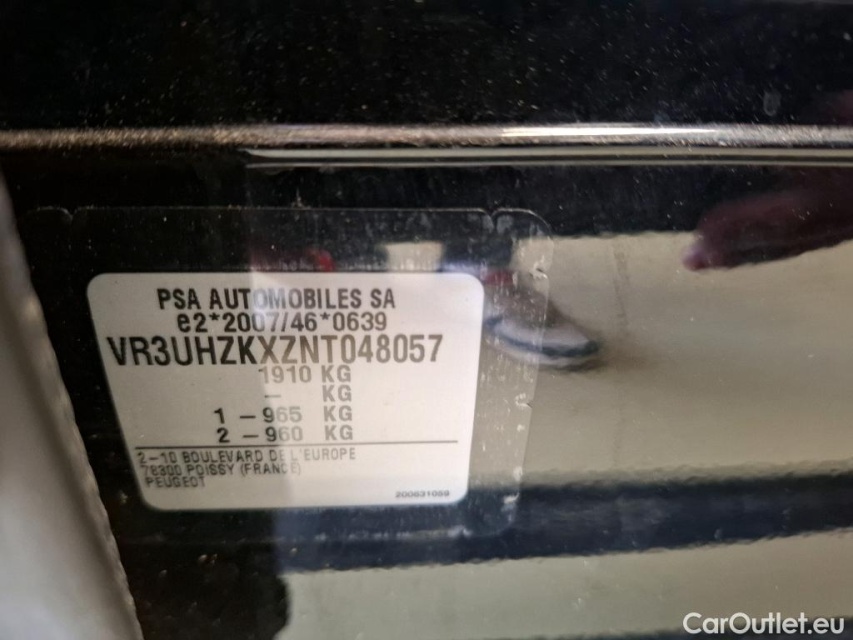 PSA AUTOMOBILES SA
e2*2007/46*0639
VR3UHZKXZNT048057
1910 KG
- KG
1 - 965 KG
2 - 960 KG
2-10 BOULEVARD DE L'EUROPE
78300 POISSY (FRANCE)
PEUGEOT
200631059
CarOutlet.eu